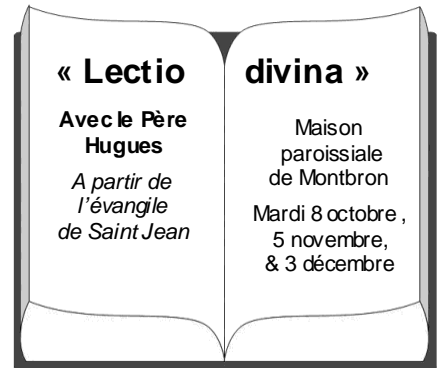 « Lectio divina »
Avec le Père
Hugues
A partir de
l’évangile
de Saint Jean
Maison
paroissiale
de Montbron
Mardi 8 octobre ,
5 novembre,
& 3 décembre